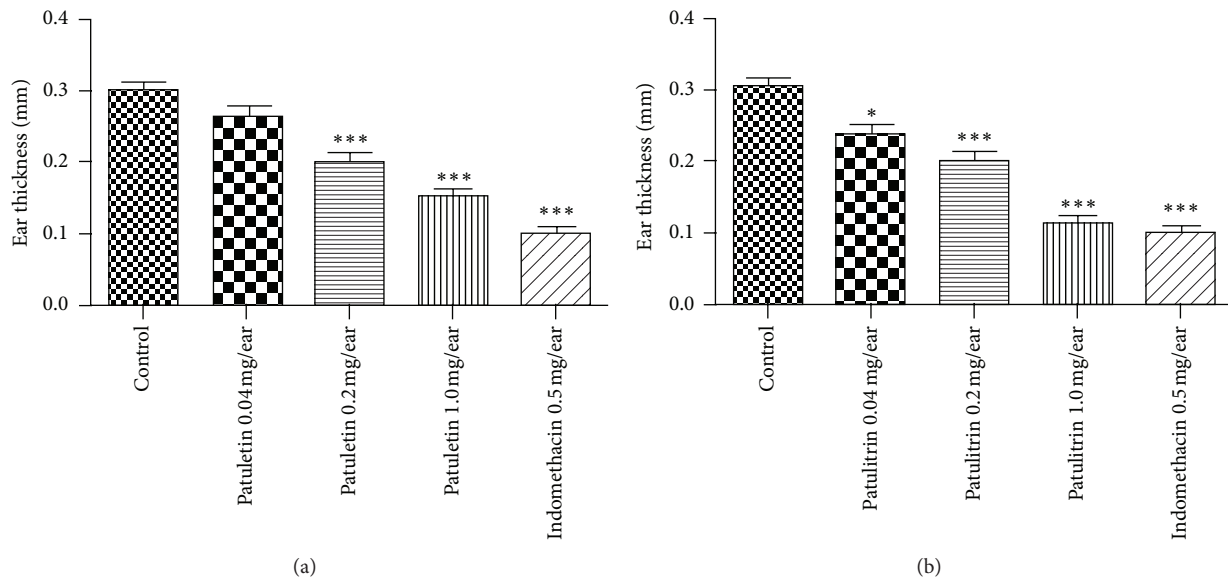 Ear thickness (mm)
0.4
0.3
0.2
0.1
0.0
***
***
***
Control
Patuletin 0.04 mg/ear
Patuletin 0.2 mg/ear
Patuletin 1.0 mg/ear
Indomethacin 0.5 mg/ear
(a)
Ear thickness (mm)
0.4
0.3
0.2
0.1
0.0
*
***
***
***
Control
Patulitrin 0.04 mg/ear
Patulitrin 0.2 mg/ear
Patulitrin 1.0 mg/ear
Indomethacin 0.5 mg/ear
(b)